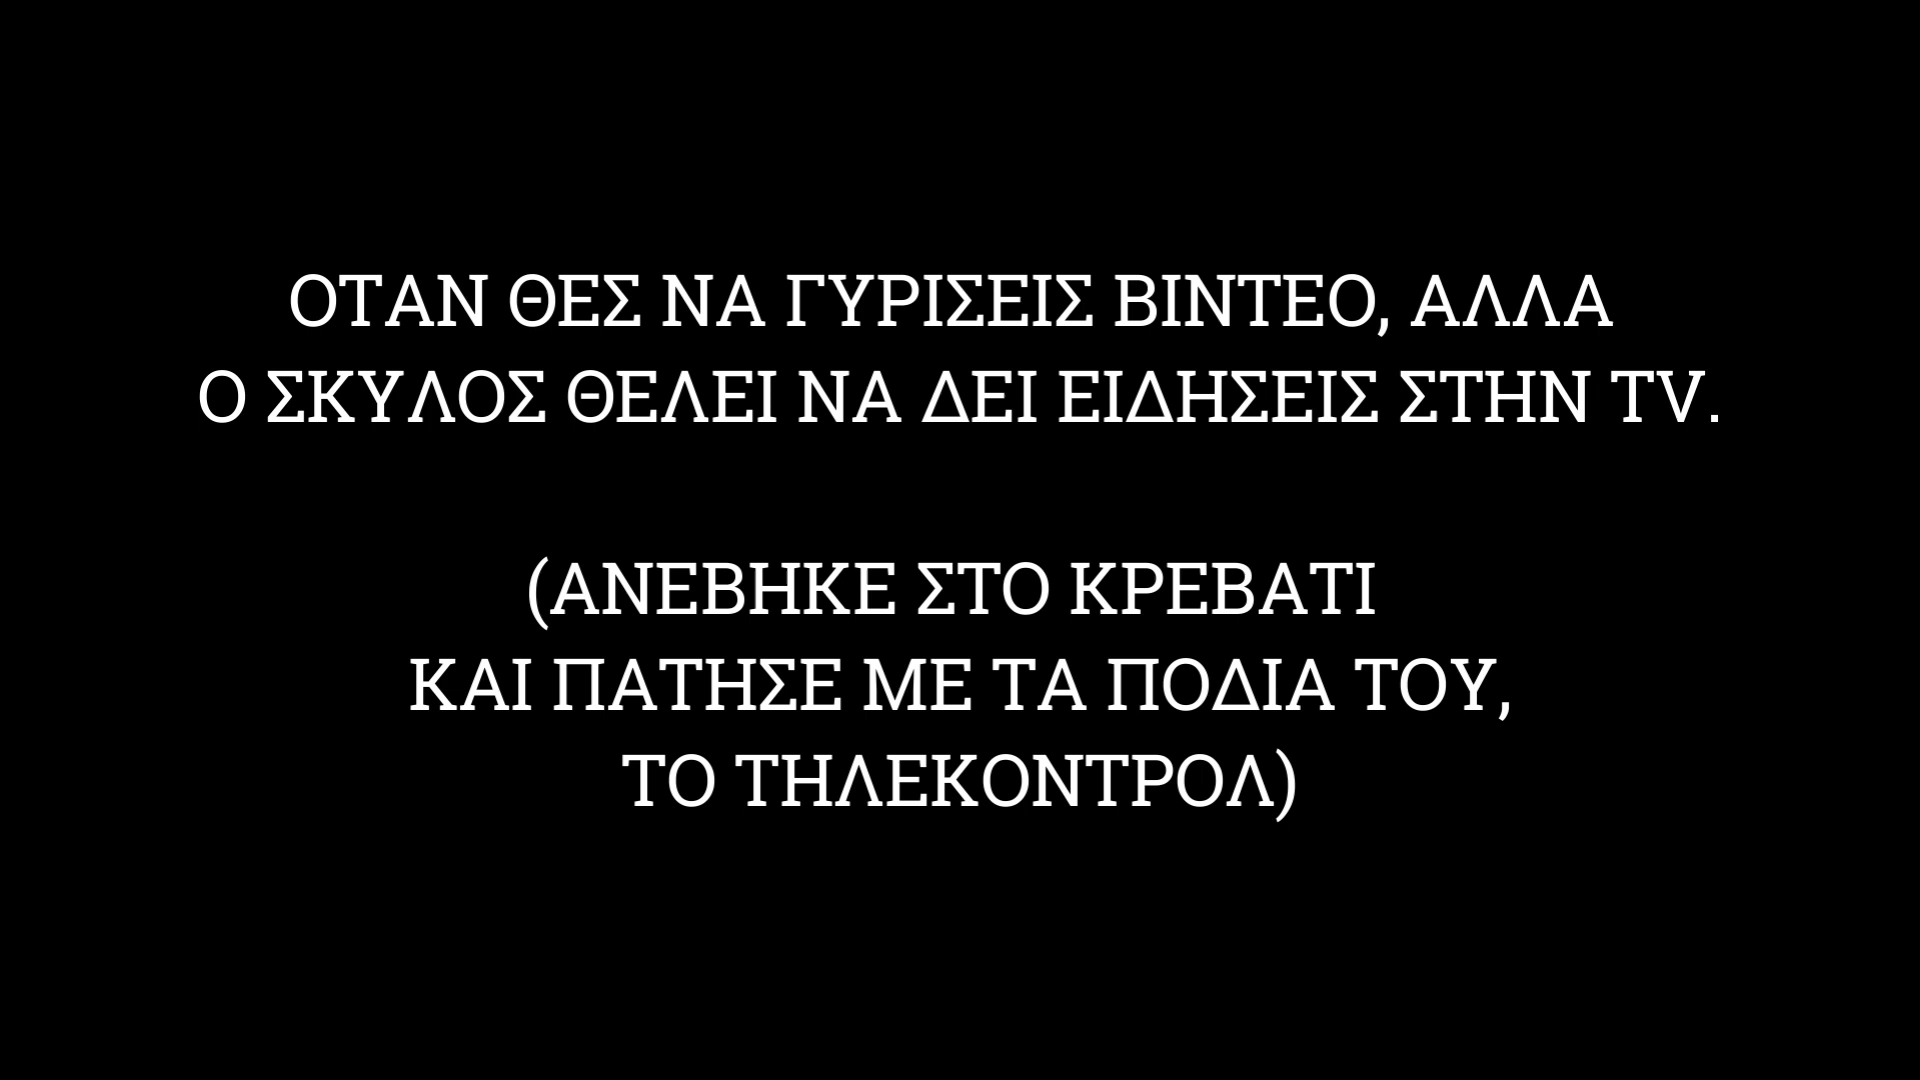 ΟΤΑΝ ΘΕΣ ΝΑ ΓΥΡΙΣΕΙΣ ΒΙΝΤΕΟ, ΑΛΛΑ
Ο ΣΚΥΛΟΣ ΘΕΛΕΙ ΝΑ ΔΕΙ ΕΙΔΗΣΕΙΣ ΣΤΗΝ TV.
(ΑΝΕΒΗΚΕ ΣΤΟ ΚΡΕΒΑΤΙ
ΚΑΙ ΠΑΤΗΣΕ ΜΕ ΤΑ ΠΟΔΙΑ ΤΟΥ,
ΤΟ ΤΗΛΕΚΟΝΤΡΟΛ)